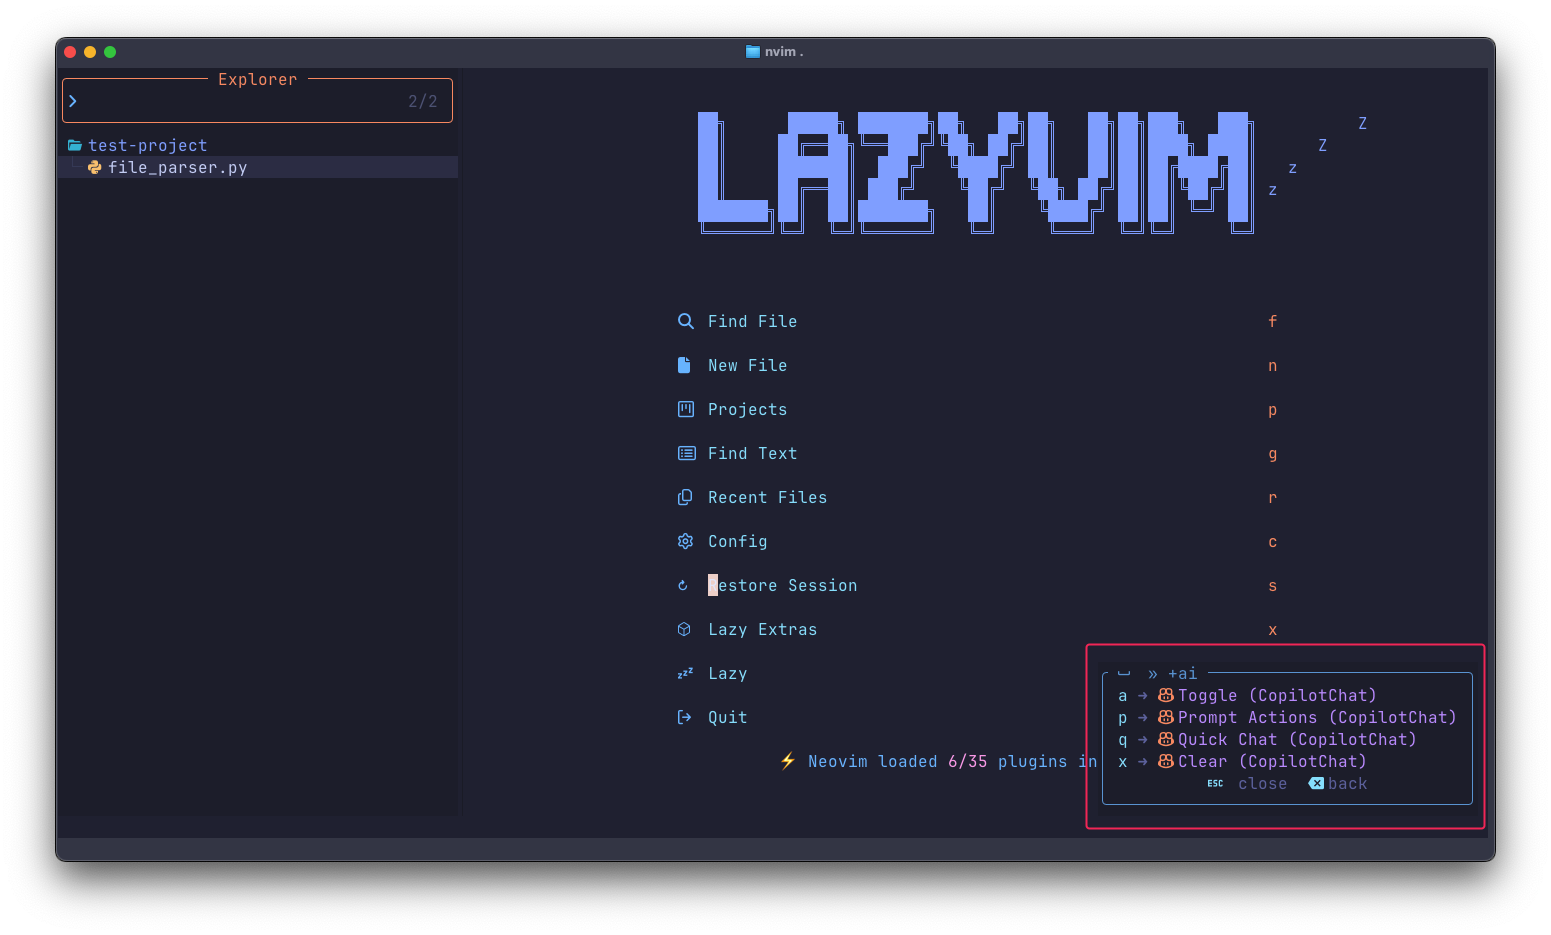 nvim .
Explorer
2/2
test-project
file_parser.py
LAZYVIM
Z
Z
z
z
Find File f
New File n
Projects p
Find Text g
Recent Files r
Config c
estore Session s
Lazy Extras x
Lazy
Quit
⚡ Neovim loaded 6/35 plugins in
» +ai
a → Toggle (CopilotChat)
p → Prompt Actions (CopilotChat)
q → Quick Chat (CopilotChat)
x → Clear (CopilotChat)
ESC close back